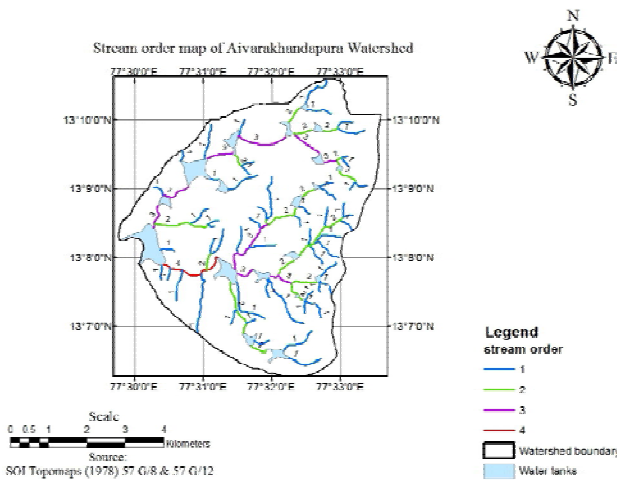 Stream order map of Aivarakhandapura Watershed
N
W E
S
77°30'0"E 77°31'0"E 77°32'0"E 77°33'0"E
13°10'0"N 13°10'0"N
13°9'0"N 13°9'0"N
13°8'0"N 13°8'0"N
13°7'0"N 13°7'0"N
77°30'0"E 77°31'0"E 77°32'0"E 77°33'0"E
Legend
stream order
1
2
3
4
Watershed boundary
Water tanks
Scale
0 0.5 1 2 3 4
Kilometers
Source:
SOI Topomaps (1978) 57 G/8 & 57 G/12